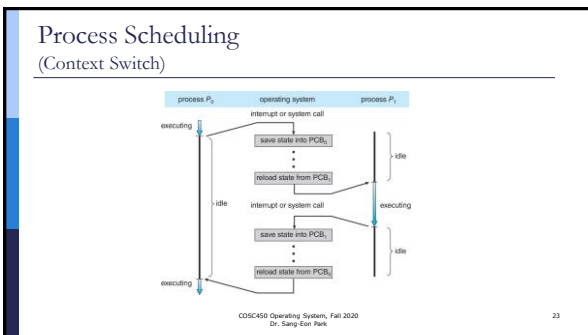 Process Scheduling
(Context Switch)
process P0 operating system process P1
interrupt or system call
executing
save state into PCB0
idle
reload state from PCB1
idle
interrupt or system call
executing
save state into PCB1
idle
reload state from PCB0
executing
COSC450 Operating System, Fall 2020
Dr. Sang-Eon Park
23